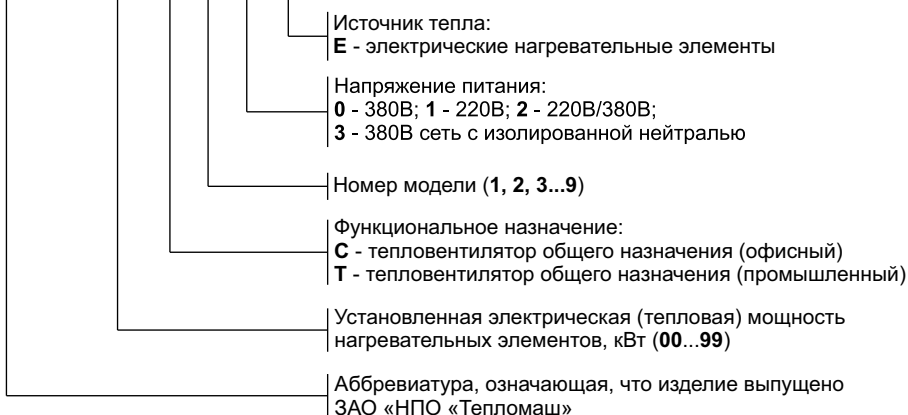 Источник тепла:
Е - электрические нагревательные элементы
Напряжение питания:
0 - 380В; 1 - 220В; 2 - 220В/380В;
3 - 380В сеть с изолированной нейтралью
Номер модели (1, 2, 3...9)
Функциональное назначение:
С - тепловентилятор общего назначения (офисный)
Т - тепловентилятор общего назначения (промышленный)
Установленная электрическая (тепловая) мощность
нагревательных элементов, кВт (00...99)
Аббревиатура, означающая, что изделие выпущено
ЗАО «НПО «Тепломаш»